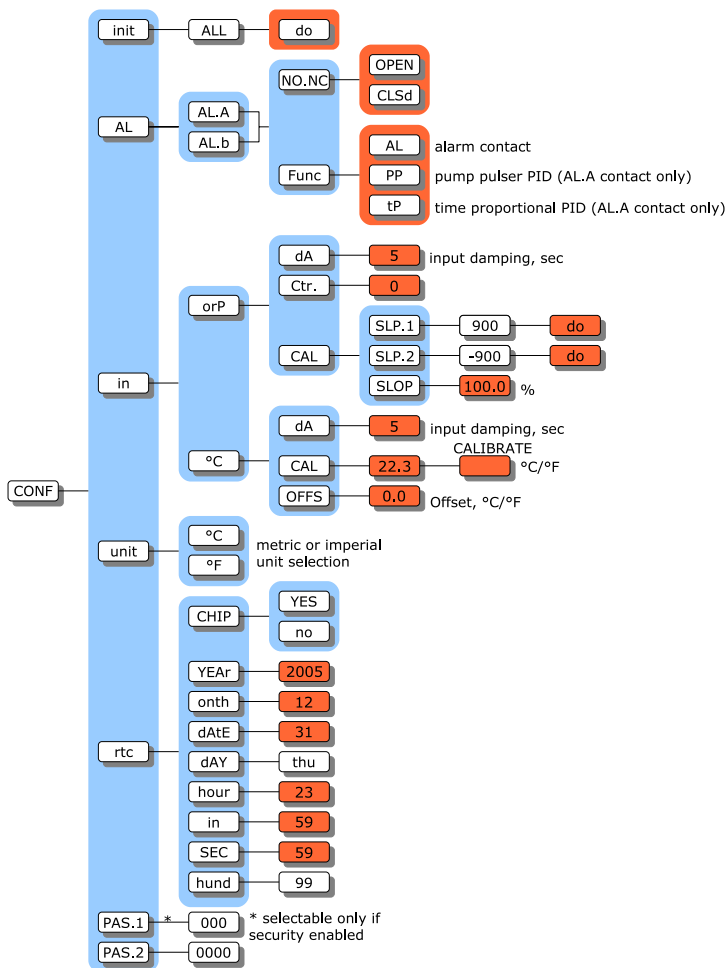 init ALL do
AL
AL.A
AL.b
NO.NC
OPEN
CLSd
Func
AL alarm contact
PP pump pulser PID (AL.A contact only)
tP time proportional PID (AL.A contact only)
in
orP
dA 5 input damping, sec
Ctr. 0
CAL
SLP.1 900 do
SLP.2 -900 do
SLOP 100.0 %
°C
dA 5 input damping, sec
CALIBRATE
CAL 22.3 °C/°F
OFFS 0.0 Offset, °C/°F
CONF
unit
°C
°F
metric or imperial
unit selection
rtc
CHIP
YES
no
YEAr 2005
onth 12
dAtE 31
dAY thu
hour 23
in 59
SEC 59
hund 99
PAS.1 * 000
* selectable only if
security enabled
PAS.2 0000